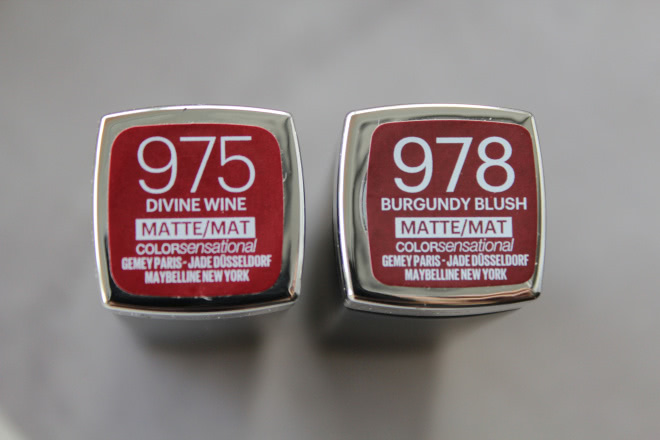 975
DIVINE WINE
MATTE/MAT
COLORsensational
GEMEY PARIS - JADE DÜSSELDORF
MAYBELLINE NEW YORK
978
BURGUNDY BLUSH
MATTE/MAT
COLORsensational
GEMEY PARIS - JADE DÜSSELDORF
MAYBELLINE NEW YORK